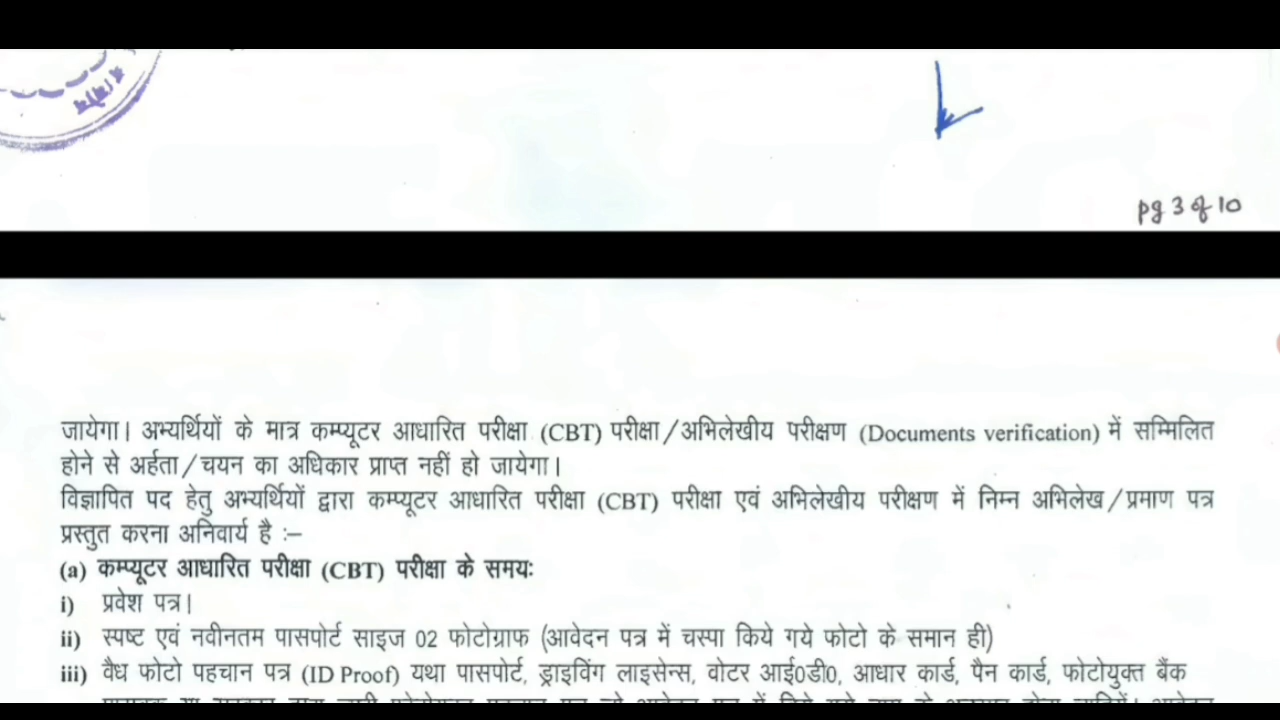 pg 3 of 10
जायेगा। अभ्यर्थियों के मात्र कम्प्यूटर आधारित परीक्षा (CBT) परीक्षा/अभिलेखीय परीक्षण (Documents verification) में सम्मिलित
होने से अर्हता/चयन का अधिकार प्राप्त नहीं हो जायेगा।
विज्ञापित पद हेतु अभ्यर्थियों द्वारा कम्प्यूटर आधारित परीक्षा (CBT) परीक्षा एवं अभिलेखीय परीक्षण में निम्न अभिलेख/प्रमाण पत्र
प्रस्तुत करना अनिवार्य है :–
(a) कम्प्यूटर आधारित परीक्षा (CBT) परीक्षा के समयः
i) प्रवेश पत्र।
ii) स्पष्ट एवं नवीनतम पासपोर्ट साइज 02 फोटोग्राफ (आवेदन पत्र में चस्पा किये गये फोटो के समान ही)
iii) वैध फोटो पहचान पत्र (ID Proof) यथा पासपोर्ट, ड्राइविंग लाइसेन्स, वोटर आई0डी0, आधार कार्ड, पैन कार्ड, फोटोयुक्त बैंक